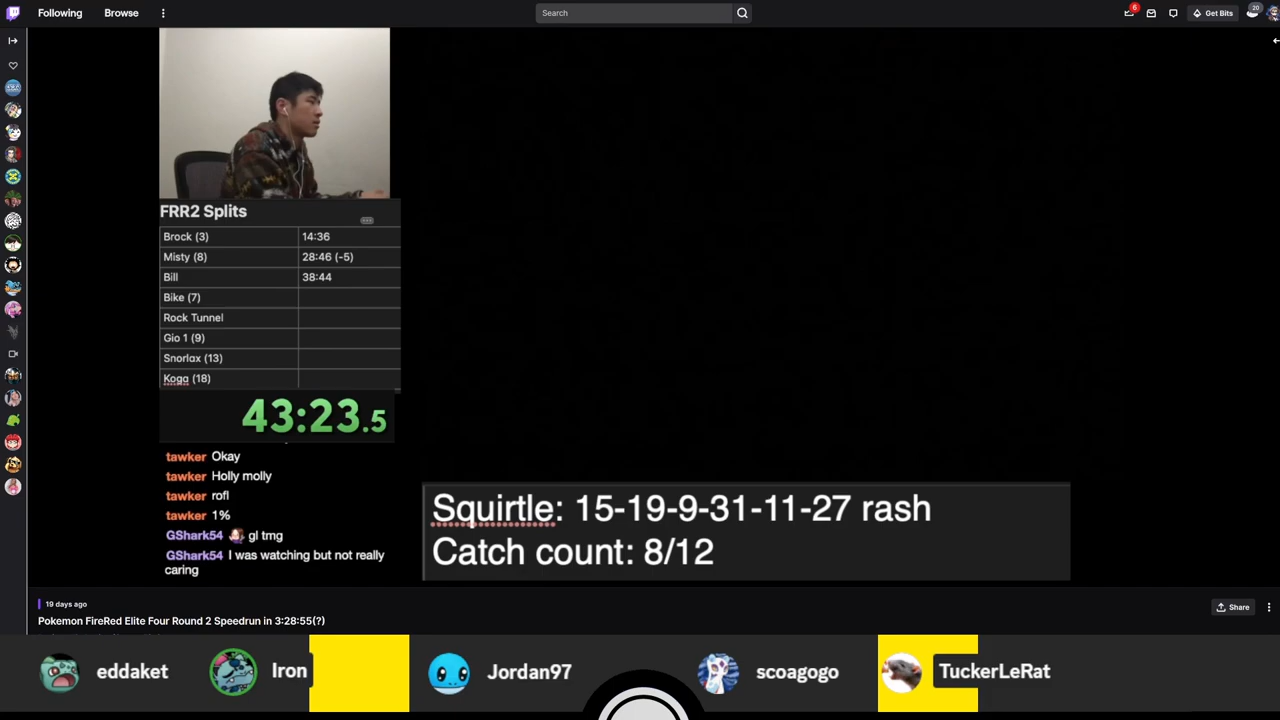 Following
Browse
Search
6
Get Bits
20
FRR2 Splits
Brock (3) 14:36
Misty (8) 28:46 (-5)
Bill 38:44
Bike (7)
Rock Tunnel
Gio 1 (9)
Snorlax (13)
Koga (18)
43:23.5
tawker Okay
tawker Holly molly
tawker rofl
tawker 1%
GShark54 gl tmg
GShark54 I was watching but not really
caring
Squirtle: 15-19-9-31-11-27 rash
Catch count: 8/12
19 days ago
Share
Pokemon FireRed Elite Four Round 2 Speedrun in 3:28:55(?)
eddaket
Iron
Jordan97
scoagogo
TuckerLeRat